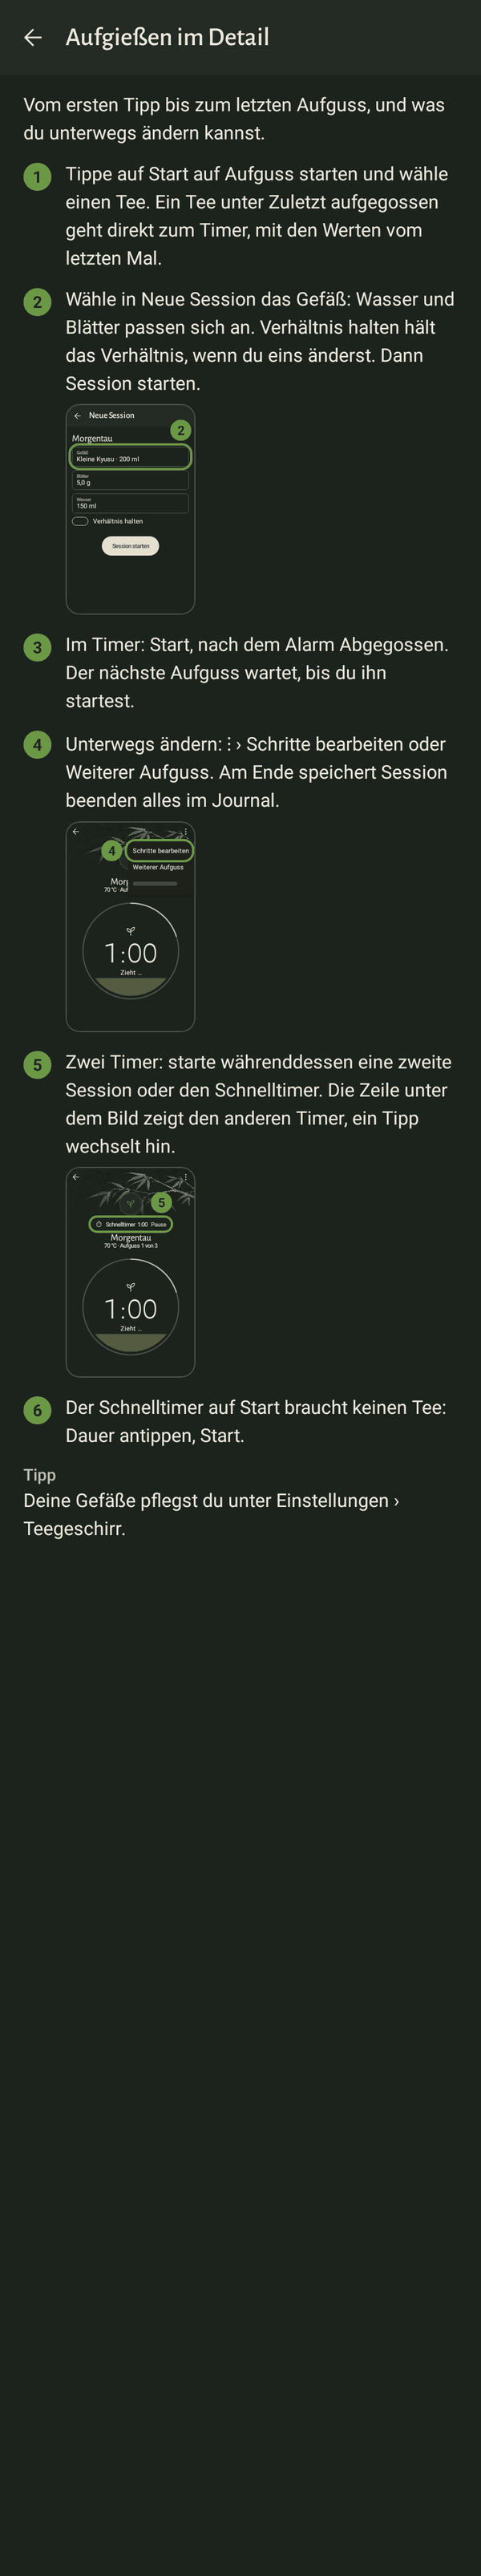 Aufgießen im Detail
Vom ersten Tipp bis zum letzten Aufguss, und was
du unterwegs ändern kannst.
1
Tippe auf Start auf Aufguss starten und wähle
einen Tee. Ein Tee unter Zuletzt aufgegossen
geht direkt zum Timer, mit den Werten vom
letzten Mal.
2
Wähle in Neue Session das Gefäß: Wasser und
Blätter passen sich an. Verhältnis halten hält
das Verhältnis, wenn du eins änderst. Dann
Session starten.
Neue Session
2
Morgentau
Gefäß
Kleine Kyusu · 200 ml
Blätter
5,0 g
Wasser
150 ml
Verhältnis halten
Session starten
3
Im Timer: Start, nach dem Alarm Abgegossen.
Der nächste Aufguss wartet, bis du ihn
startest.
4
Unterwegs ändern: ⋮ › Schritte bearbeiten oder
Weiterer Aufguss. Am Ende speichert Session
beenden alles im Journal.
4
Schritte bearbeiten
Weiterer Aufguss
Morg
70 °C · Auf
1:00
Zieht …
5
Zwei Timer: starte währenddessen eine zweite
Session oder den Schnelltimer. Die Zeile unter
dem Bild zeigt den anderen Timer, ein Tipp
wechselt hin.
5
Schnelltimer 1:00 Pause
Morgentau
70 °C · Aufguss 1 von 3
1:00
Zieht …
6
Der Schnelltimer auf Start braucht keinen Tee:
Dauer antippen, Start.
Tipp
Deine Gefäße pflegst du unter Einstellungen ›
Teegeschirr.